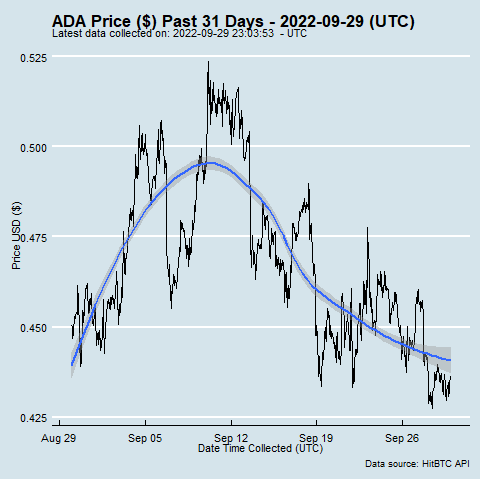 ADA Price ($) Past 31 Days - 2022-09-29 (UTC)
Latest data collected on: 2022-09-29 23:03:53 - UTC
0.525
0.500
0.475
0.450
0.425
Price USD ($)
Aug 29 Sep 05 Sep 12 Sep 19 Sep 26
Date Time Collected (UTC)
Data source: HitBTC API